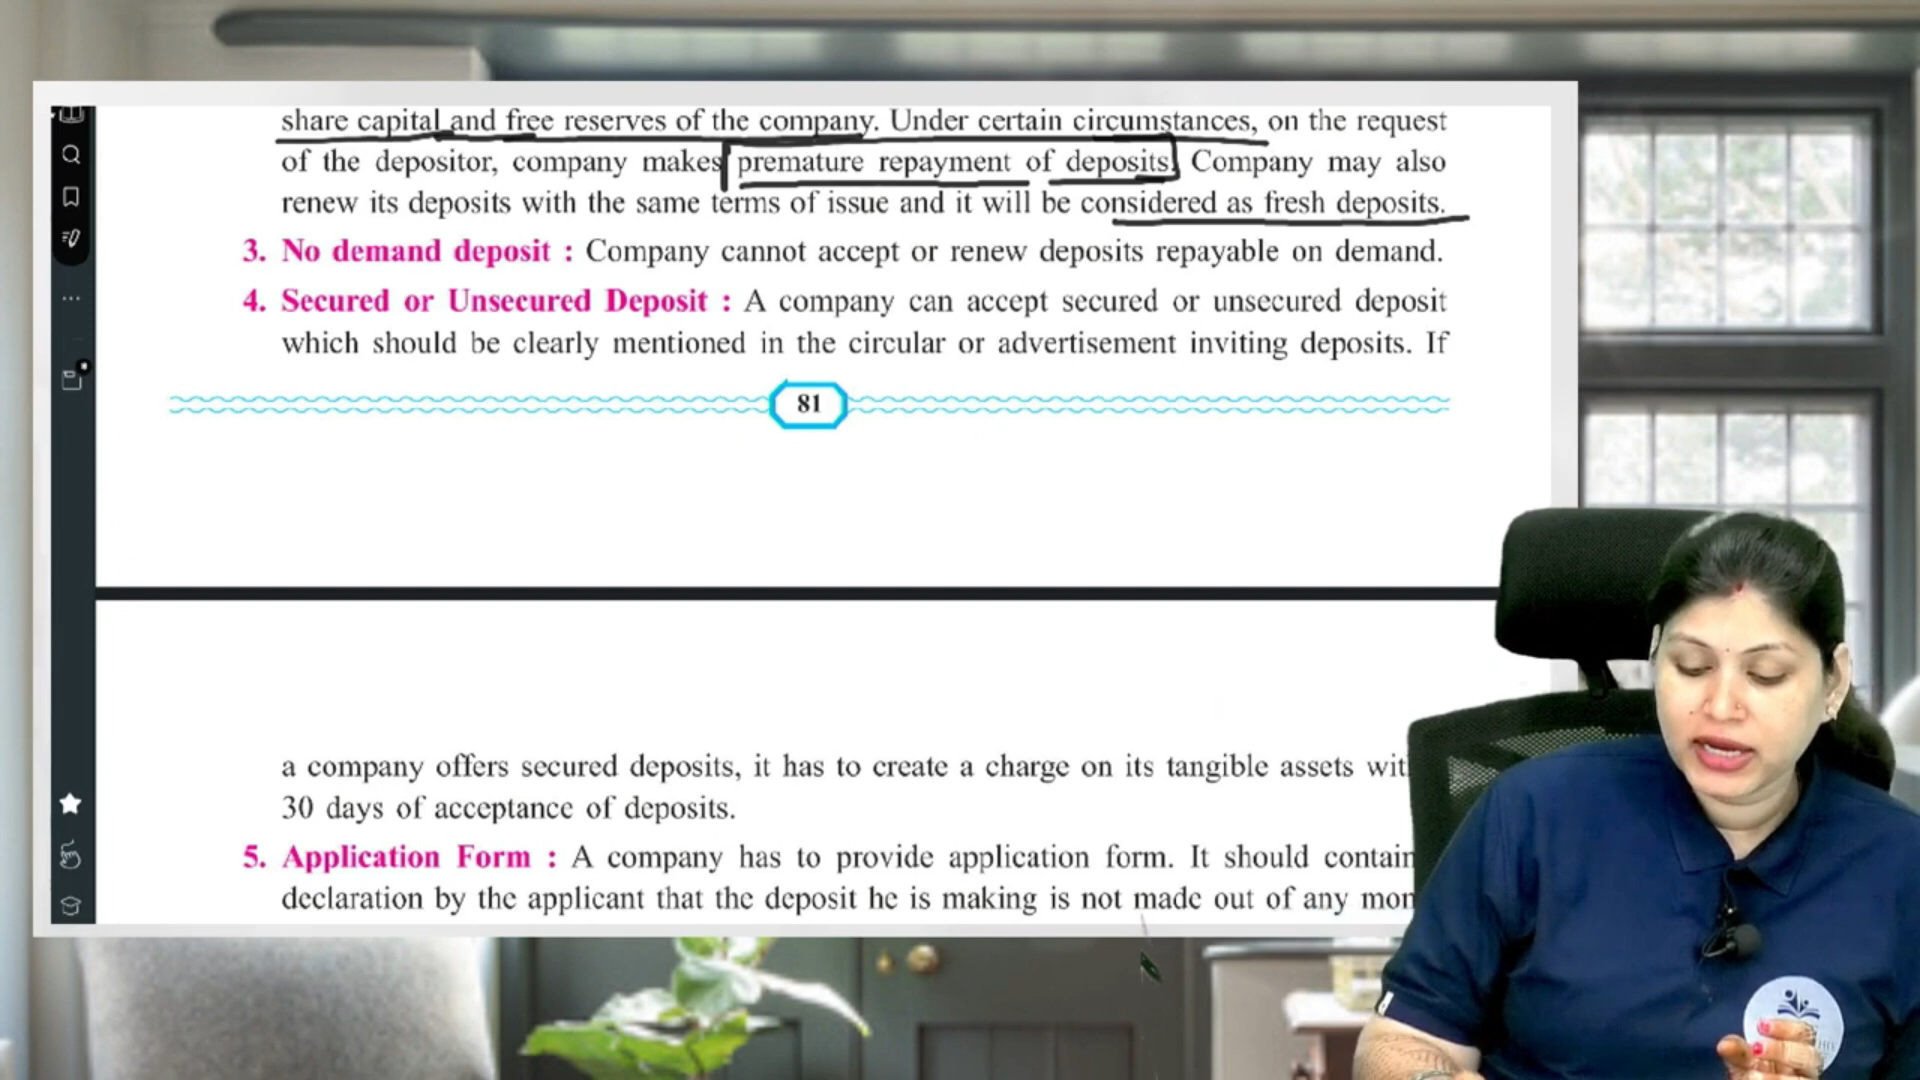 share capital and free reserves of the company. Under certain circumstances, on the request
of the depositor, company makes premature repayment of deposits. Company may also
renew its deposits with the same terms of issue and it will be considered as fresh deposits.
3. No demand deposit : Company cannot accept or renew deposits repayable on demand.
4. Secured or Unsecured Deposit : A company can accept secured or unsecured deposit
which should be clearly mentioned in the circular or advertisement inviting deposits. If
81
a company offers secured deposits, it has to create a charge on its tangible assets
30 days of acceptance of deposits.
5. Application Form : A company has to provide application form. It should contain
declaration by the applicant that the deposit he is making is not made out of any